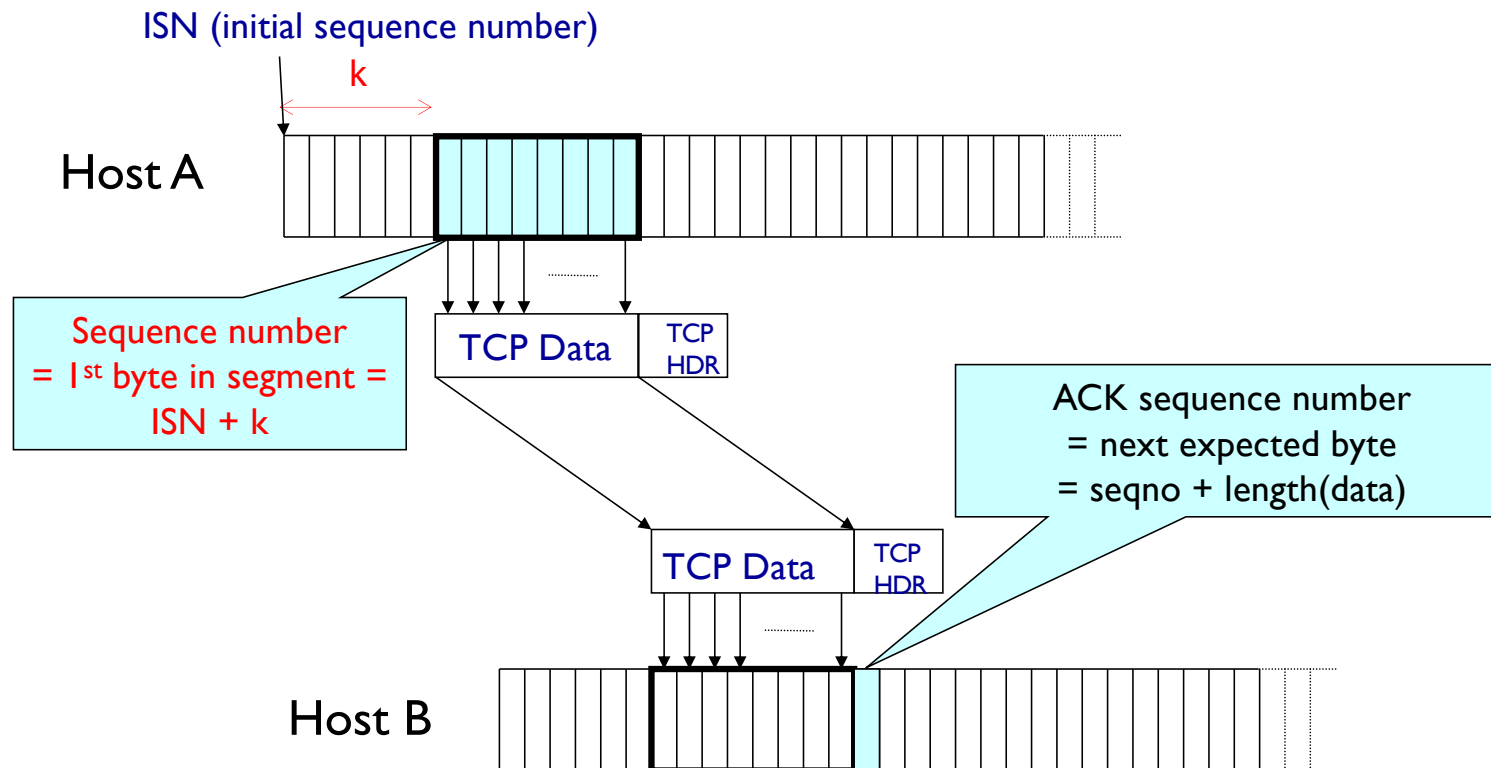 ISN (initial sequence number)
k
Host A
Sequence number
= 1st byte in segment =
ISN + k
TCP Data
TCP
HDR
ACK sequence number
= next expected byte
= seqno + length(data)
TCP Data
TCP
HDR
Host B